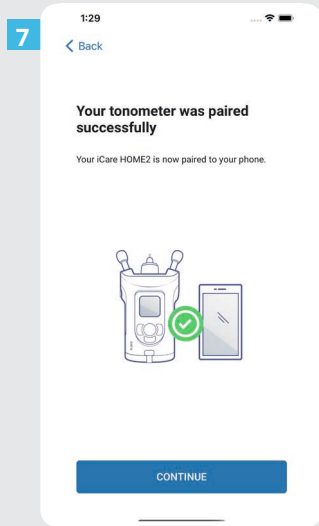 7
1:29
Back
Your tonometer was paired
successfully
Your iCare HOME2 is now paired to your phone.
CONTINUE